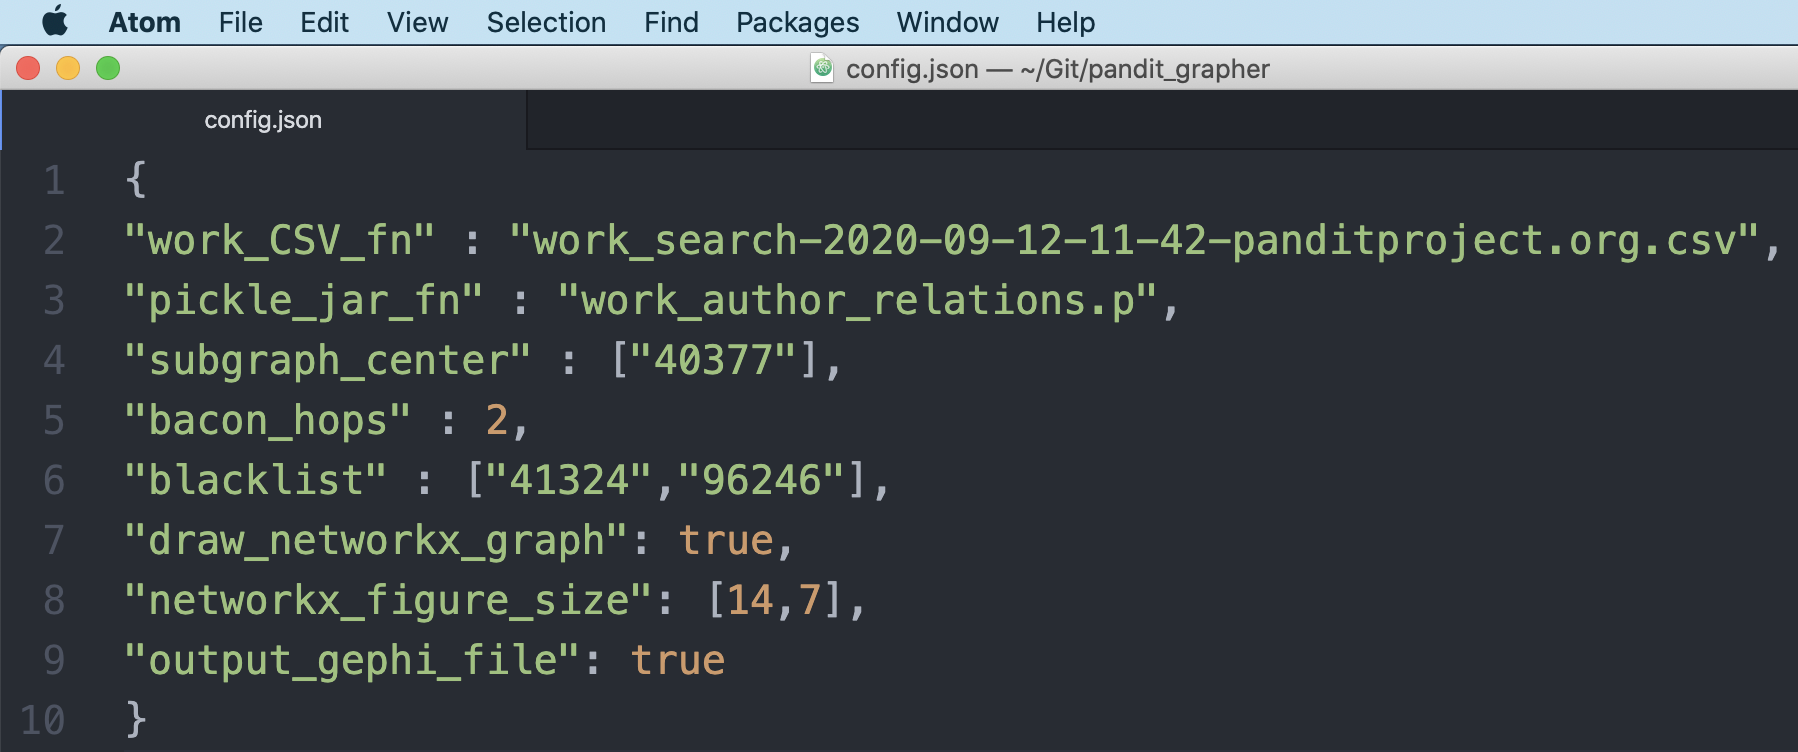 Atom File Edit View Selection Find Packages Window Help
config.json — ~/Git/pandit_grapher
config.json
1 {
2 "work_CSV_fn" : "work_search-2020-09-12-11-42-panditproject.org.csv",
3 "pickle_jar_fn" : "work_author_relations.p",
4 "subgraph_center" : ["40377"],
5 "bacon_hops" : 2,
6 "blacklist" : ["41324","96246"],
7 "draw_networkx_graph": true,
8 "networkx_figure_size": [14,7],
9 "output_gephi_file": true
10 }